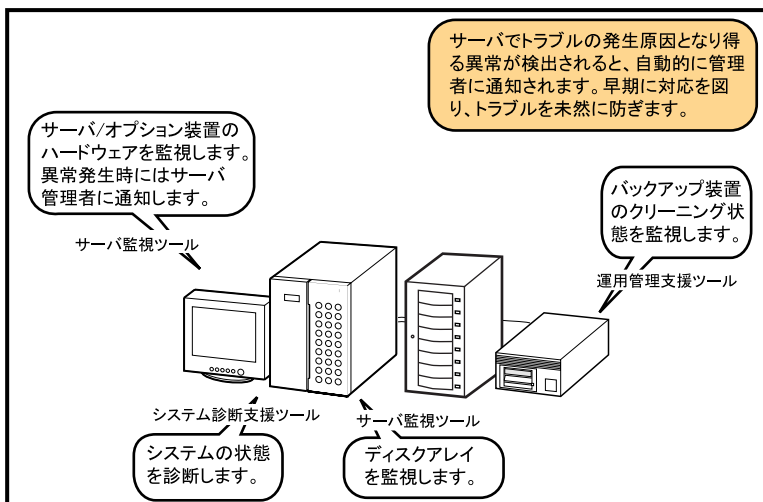 サーバでトラブルの発生原因となり得
る異常が検出されると、自動的に管理
者に通知されます。早期に対応を図
り、トラブルを未然に防ぎます。
サーバ/オプション装置の
ハードウェアを監視します。
異常発生時にはサーバ
管理者に通知します。
サーバ監視ツール
バックアップ装置
のクリーニング状
態を監視します。
運用管理支援ツール
システム診断支援ツール
システムの状態
を診断します。
サーバ監視ツール
ディスクアレイ
を監視します。